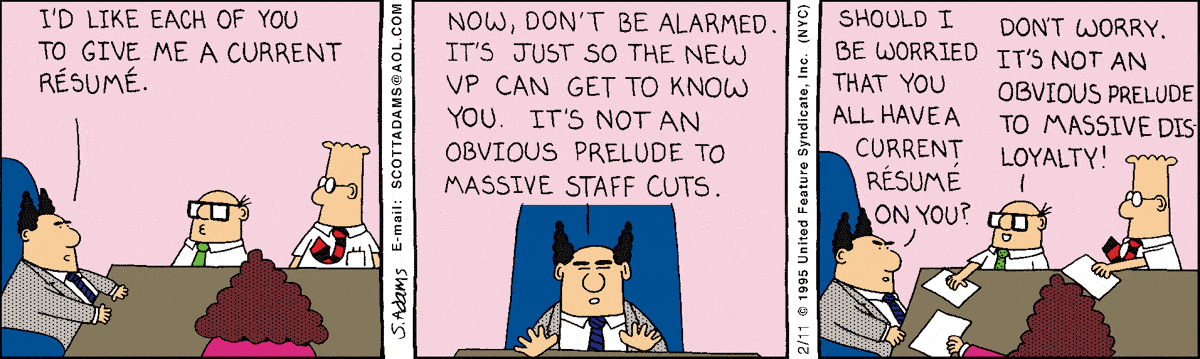 I'D LIKE EACH OF YOU
TO GIVE ME A CURRENT
RÉSUMÉ.
S.Adams
E-mail: SCOTTADAMS@AOL.COM
NOW, DON'T BE ALARMED.
IT'S JUST SO THE NEW
VP CAN GET TO KNOW
YOU. IT'S NOT AN
OBVIOUS PRELUDE TO
MASSIVE STAFF CUTS.
2/11 © 1995 United Feature Syndicate, Inc. (NYC)
SHOULD I
BE WORRIED
THAT YOU
ALL HAVE A
CURRENT
RÉSUMÉ
ON YOU?
DON'T WORRY.
IT'S NOT AN
OBVIOUS PRELUDE
TO MASSIVE DIS-
LOYALTY!